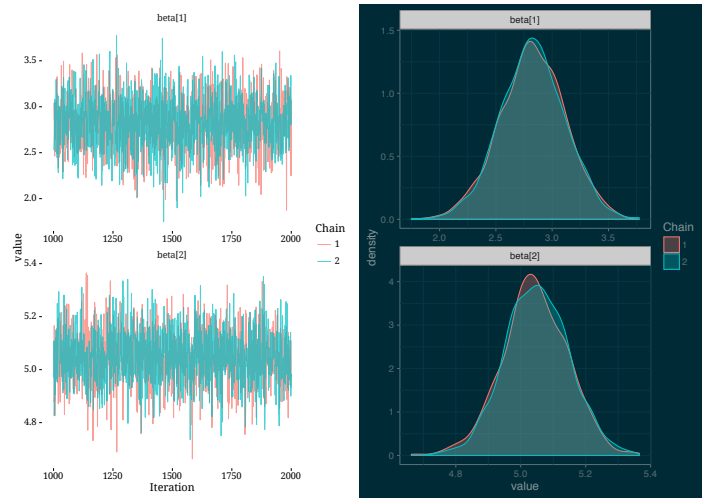 beta[1]
3.5
3.0
2.5
2.0
1000 1250 1500 1750 2000
value
beta[2]
5.4
5.2
5.0
4.8
1000 1250 1500 1750 2000
Iteration
Chain
1
2
beta[1]
1.5
1.0
0.5
0.0
2.0 2.5 3.0 3.5
density
beta[2]
4
3
2
1
0
4.8 5.0 5.2 5.4
value
Chain
1
2